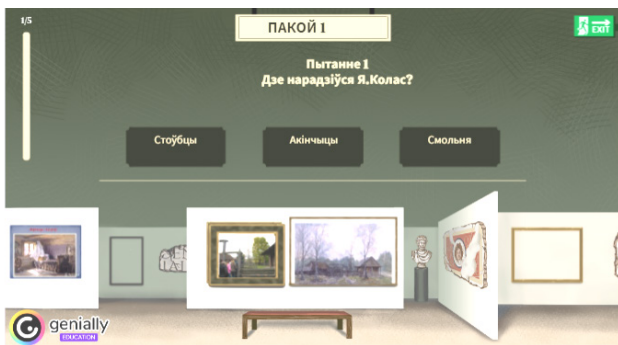 1/5
ПАКОЙ 1
EXIT
Пытанне 1
Дзе нарадзіўся Я.Колас?
Стоўбцы
Акінчыцы
Смольня
genially
EDUCATION